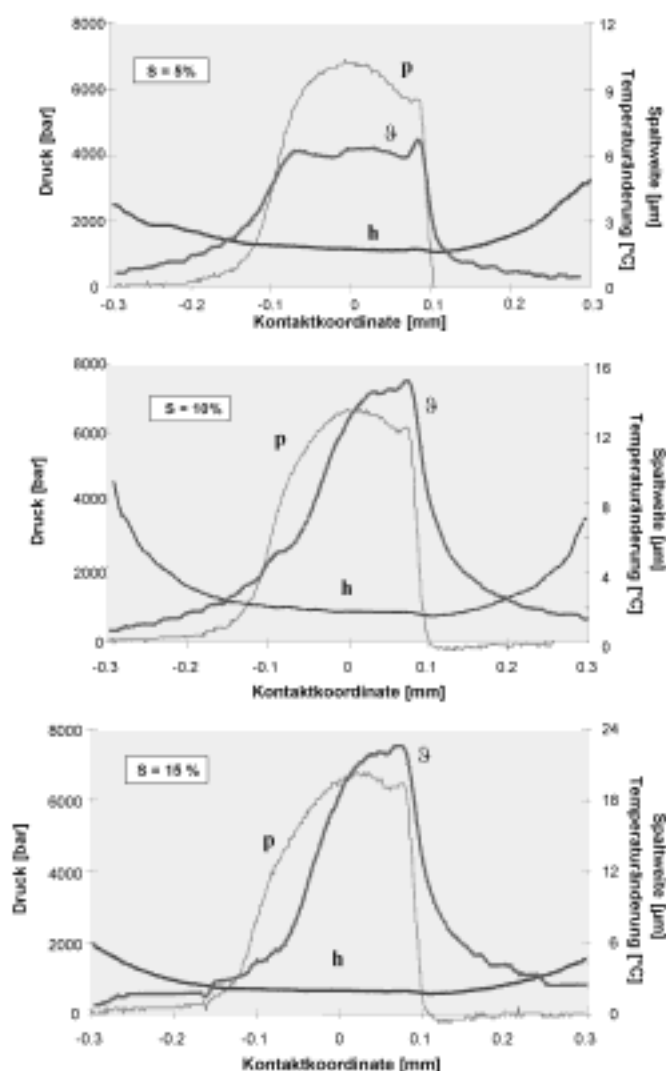 8000
6000
4000
2000
0
Druck [bar]
S = 5%
p
ϑ
h
12
9
6
3
0
Spaltweite [µm]
Temperaturänderung [°C]
-0.3
-0.2
-0.1
0
0.1
0.2
0.3
Kontaktkoordinate [mm]
8000
6000
4000
2000
0
Druck [bar]
S = 10%
p
ϑ
h
16
12
8
4
0
Spaltweite [µm]
Temperaturänderung [°C]
-0.3
-0.2
-0.1
0
0.1
0.2
0.3
Kontaktkoordinate [mm]
8000
6000
4000
2000
0
Druck [bar]
S = 15 %
p
ϑ
h
24
18
12
6
0
Spaltweite [µm]
Temperaturänderung [°C]
-0.3
-0.2
-0.1
0
0.1
0.2
0.3
Kontaktkoordinate [mm]